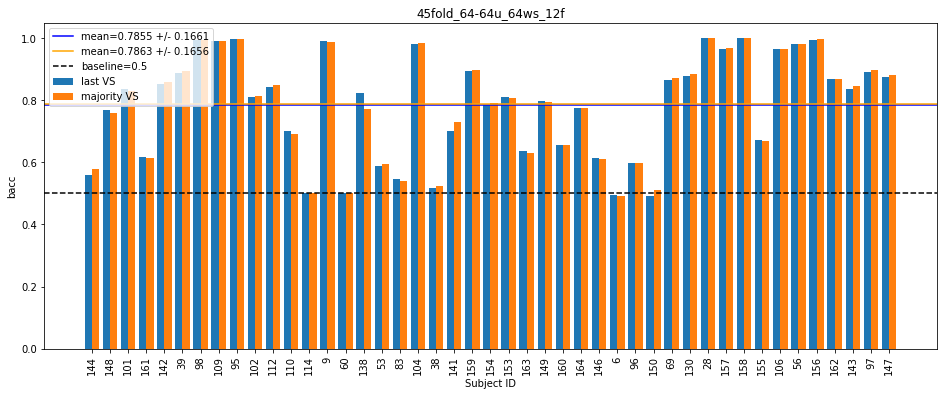 45fold_64-64u_64ws_12f
mean=0.7855 +/- 0.1661
mean=0.7863 +/- 0.1656
baseline=0.5
last VS
majority VS
bacc
1.0
0.8
0.6
0.4
0.2
0.0
144 148 101 161 142 39 98 109 95 102 112 110 114 9 60 138 53 83 104 38 141 159 154 153 163 149 160 164 146 6 96 150 69 130 28 157 158 155 106 56 156 162 143 97 147
Subject ID